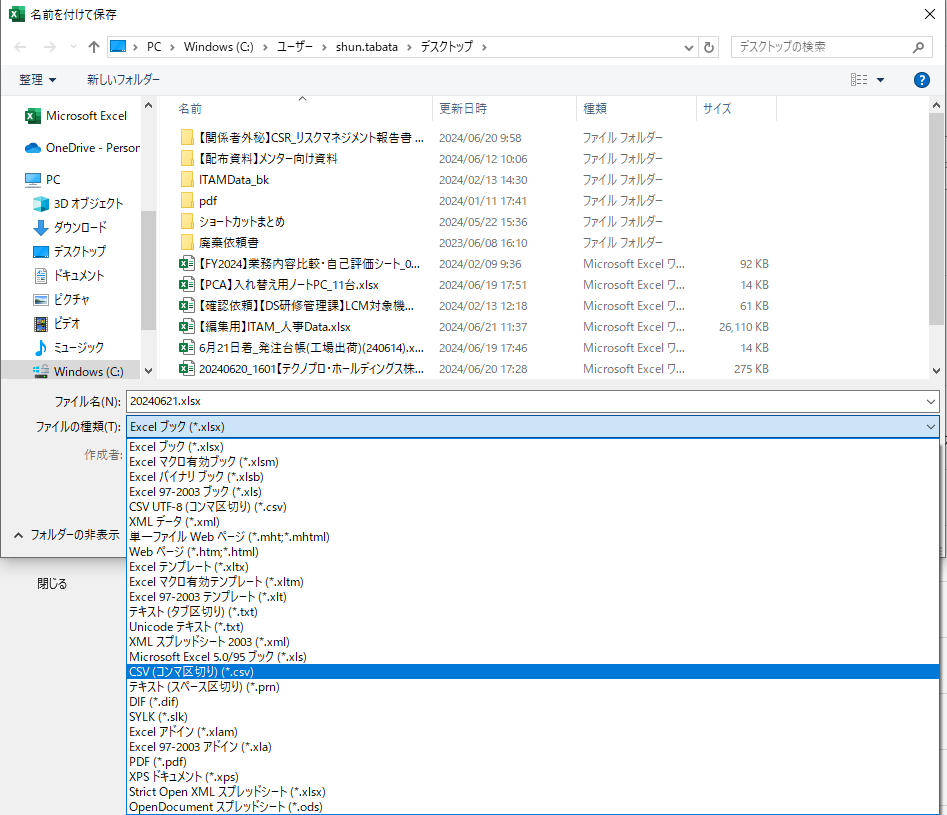 名前を付けて保存
PC
Windows (C:)
ユーザー
shun.tabata
デスクトップ
デスクトップの検索
整理
新しいフォルダー
名前
更新日時
種類
サイズ
Microsoft Excel
OneDrive - Person
PC
3D オブジェクト
ダウンロード
デスクトップ
ドキュメント
ピクチャ
ビデオ
ミュージック
Windows (C:)
【関係者外秘】CSR_リスクマネジメント報告書 ... 2024/06/20 9:58 ファイル フォルダー
【配布資料】メンター向け資料 2024/06/12 10:06 ファイル フォルダー
ITAMData_bk 2024/02/13 14:30 ファイル フォルダー
pdf 2024/01/11 17:41 ファイル フォルダー
ショートカットまとめ 2024/05/22 15:36 ファイル フォルダー
廃棄依頼書 2023/06/08 16:10 ファイル フォルダー
【FY2024】業務内容比較・自己評価シート_0... 2024/02/09 9:36 Microsoft Excel ワ... 92 KB
【PCA】入れ替え用ノートPC_11台.xlsx 2024/06/19 17:51 Microsoft Excel ワ... 14 KB
【確認依頼】【DS研修管理課】LCM対象機... 2024/02/13 12:18 Microsoft Excel ワ... 61 KB
【編集用】ITAM_人事Data.xlsx 2024/06/21 11:37 Microsoft Excel ワ... 26,110 KB
6月21日着_発注台帳(工場出荷)(240614).x... 2024/06/19 17:46 Microsoft Excel ワ... 14 KB
20240620_1601【テクノプロ・ホールディングス株... 2024/06/20 17:28 Microsoft Excel ワ... 275 KB
ファイル名(N): 20240621.xlsx
ファイルの種類(T): Excel ブック (*.xlsx)
作成者:
Excel ブック (*.xlsx)
Excel マクロ有効ブック (*.xlsm)
Excel バイナリ ブック (*.xlsb)
Excel 97-2003 ブック (*.xls)
CSV UTF-8 (コンマ区切り) (*.csv)
XML データ (*.xml)
単一ファイル Web ページ (*.mht;*.mhtml)
Web ページ (*.htm;*.html)
Excel テンプレート (*.xltx)
Excel マクロ有効テンプレート (*.xltm)
Excel 97-2003 テンプレート (*.xlt)
テキスト (タブ区切り) (*.txt)
Unicode テキスト (*.txt)
XML スプレッドシート 2003 (*.xml)
Microsoft Excel 5.0/95 ブック (*.xls)
CSV (コンマ区切り) (*.csv)
テキスト (スペース区切り) (*.prn)
DIF (*.dif)
SYLK (*.slk)
Excel アドイン (*.xlam)
Excel 97-2003 アドイン (*.xla)
PDF (*.pdf)
XPS ドキュメント (*.xps)
Strict Open XML スプレッドシート (*.xlsx)
OpenDocument スプレッドシート (*.ods)
フォルダーの非表示
閉じる